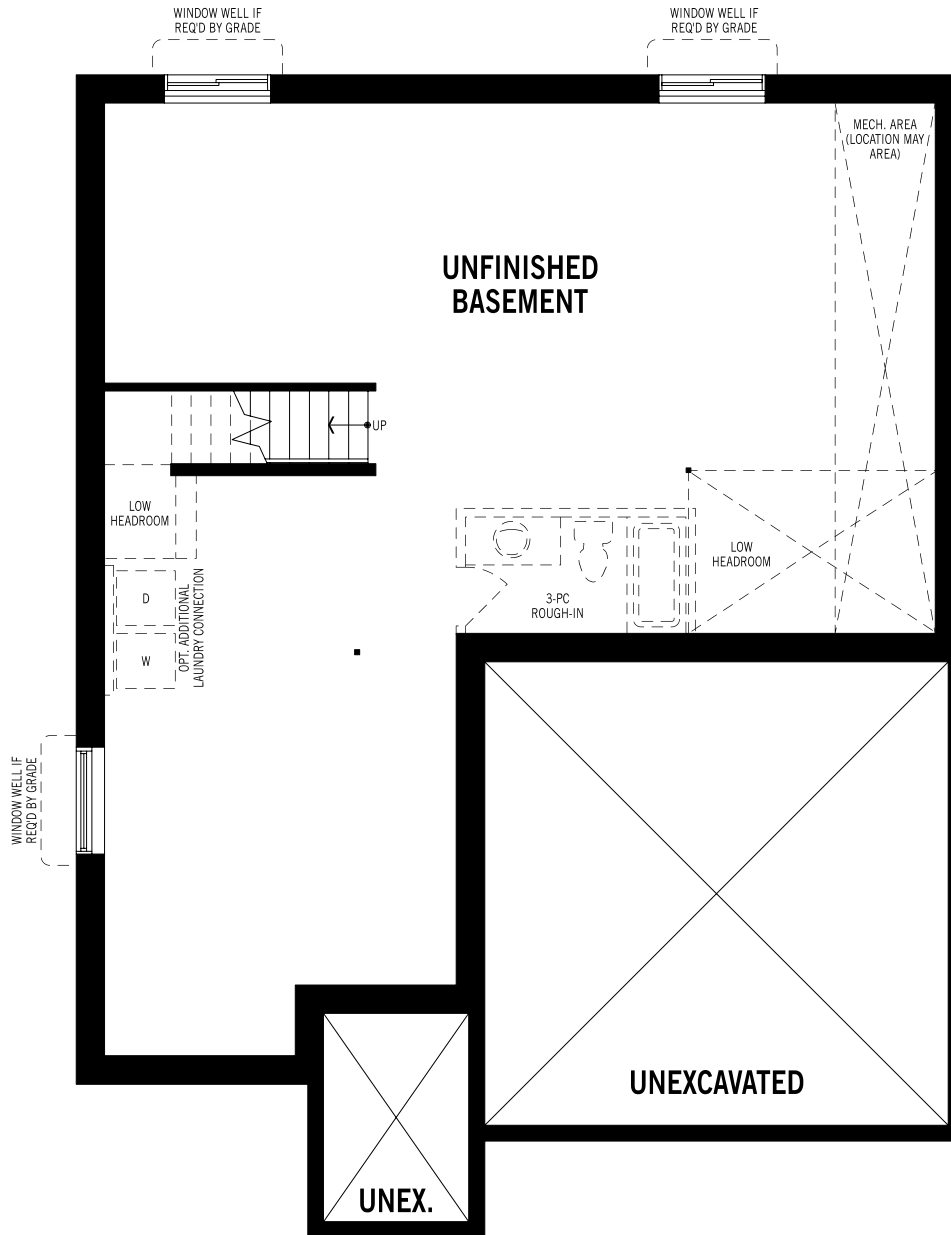 WINDOW WELL IF
REQ'D BY GRADE
WINDOW WELL IF
REQ'D BY GRADE
MECH. AREA
(LOCATION MAY
AREA)
UNFINISHED
BASEMENT
UP
LOW
HEADROOM
LOW
HEADROOM
3-PC
ROUGH-IN
D
W
OPT. ADDITIONAL
LAUNDRY CONNECTION
WINDOW WELL IF
REQ'D BY GRADE
UNEXCAVATED
UNEX.